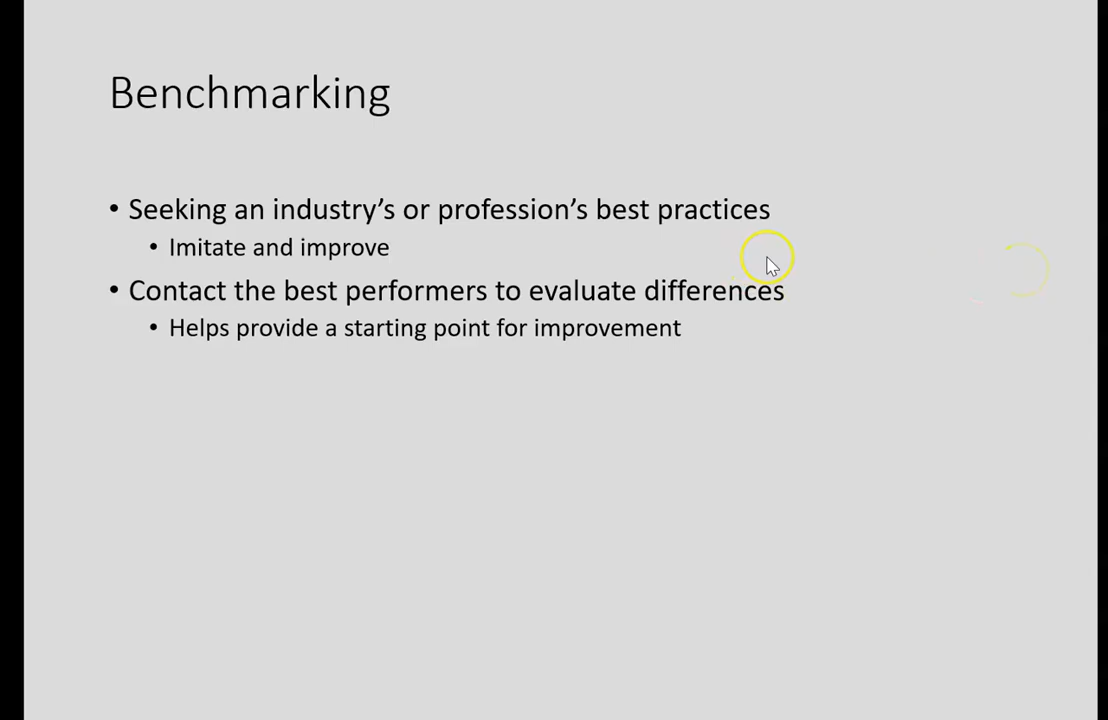 Benchmarking
• Seeking an industry's or profession's best practices
• Imitate and improve
• Contact the best performers to evaluate differences
• Helps provide a starting point for improvement